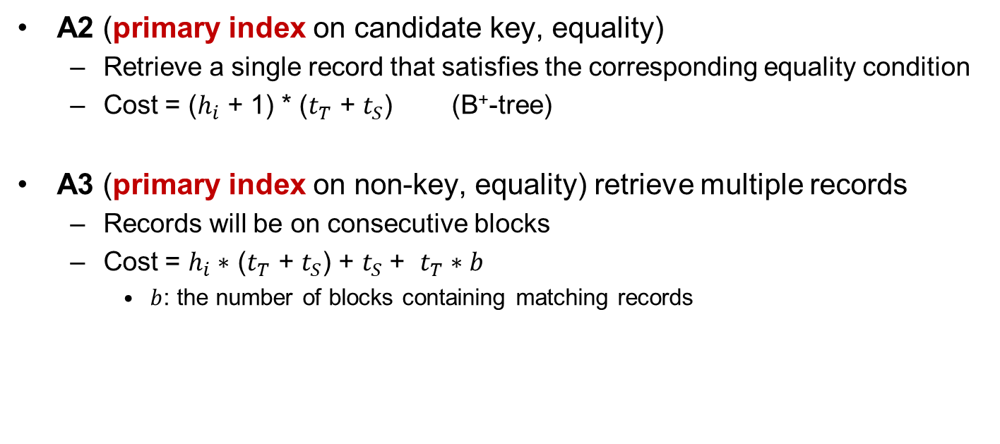 • A2 (primary index on candidate key, equality)
– Retrieve a single record that satisfies the corresponding equality condition
– Cost = (hᵢ + 1) * (t_T + t_S) (B⁺-tree)
• A3 (primary index on non-key, equality) retrieve multiple records
– Records will be on consecutive blocks
– Cost = hᵢ ∗ (t_T + t_S) + t_S + t_T ∗ b
• b: the number of blocks containing matching records